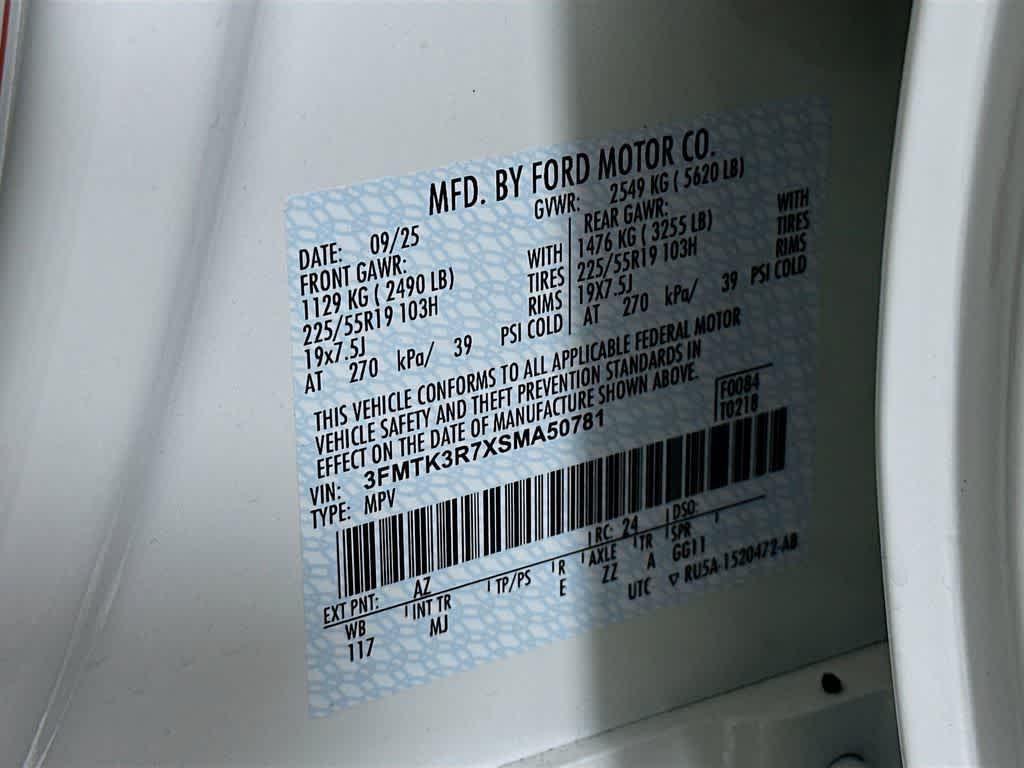 MFD. BY FORD MOTOR CO.
DATE: 09/25
GVWR: 2549 KG ( 5620 LB)
FRONT GAWR:
1129 KG ( 2490 LB) WITH
225/55R19 103H TIRES
19x7.5J RIMS
AT 270 kPa/ 39 PSI COLD
REAR GAWR:
1476 KG ( 3255 LB) WITH
225/55R19 103H TIRES
19X7.5J RIMS
AT 270 kPa/ 39 PSI COLD
THIS VEHICLE CONFORMS TO ALL APPLICABLE FEDERAL MOTOR
VEHICLE SAFETY AND THEFT PREVENTION STANDARDS IN
EFFECT ON THE DATE OF MANUFACTURE SHOWN ABOVE.
F0084
T0218
VIN: 3FMTK3R7XSMA50781
TYPE: MPV
EXT PNT: AZ RC: 24 DSO:
WB INT TR TP/PS R AXLE TR SPR
117 MJ E ZZ A GG11
UTC ▽ RU5A-1520472-AB